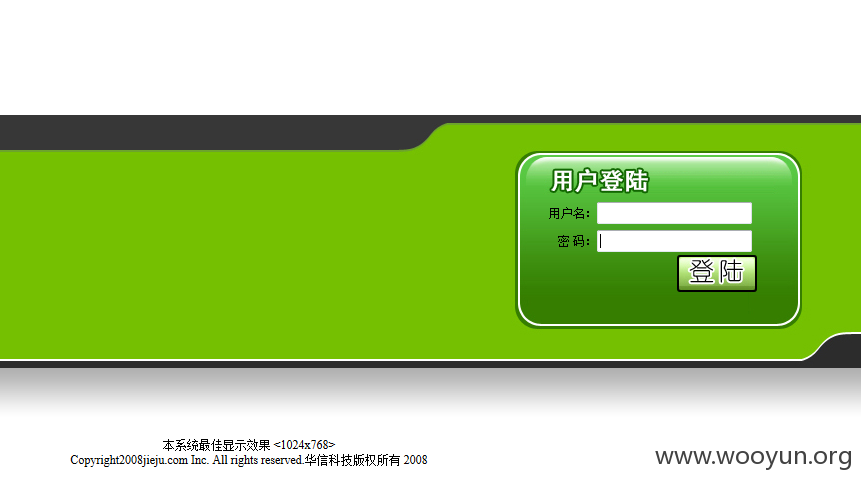 用户登陆
用户名：
密 码：
登 陆
本系统最佳显示效果 <1024x768>
Copyright2008jieju.com Inc. All rights reserved.华信科技版权所有 2008
www.wooyun.org